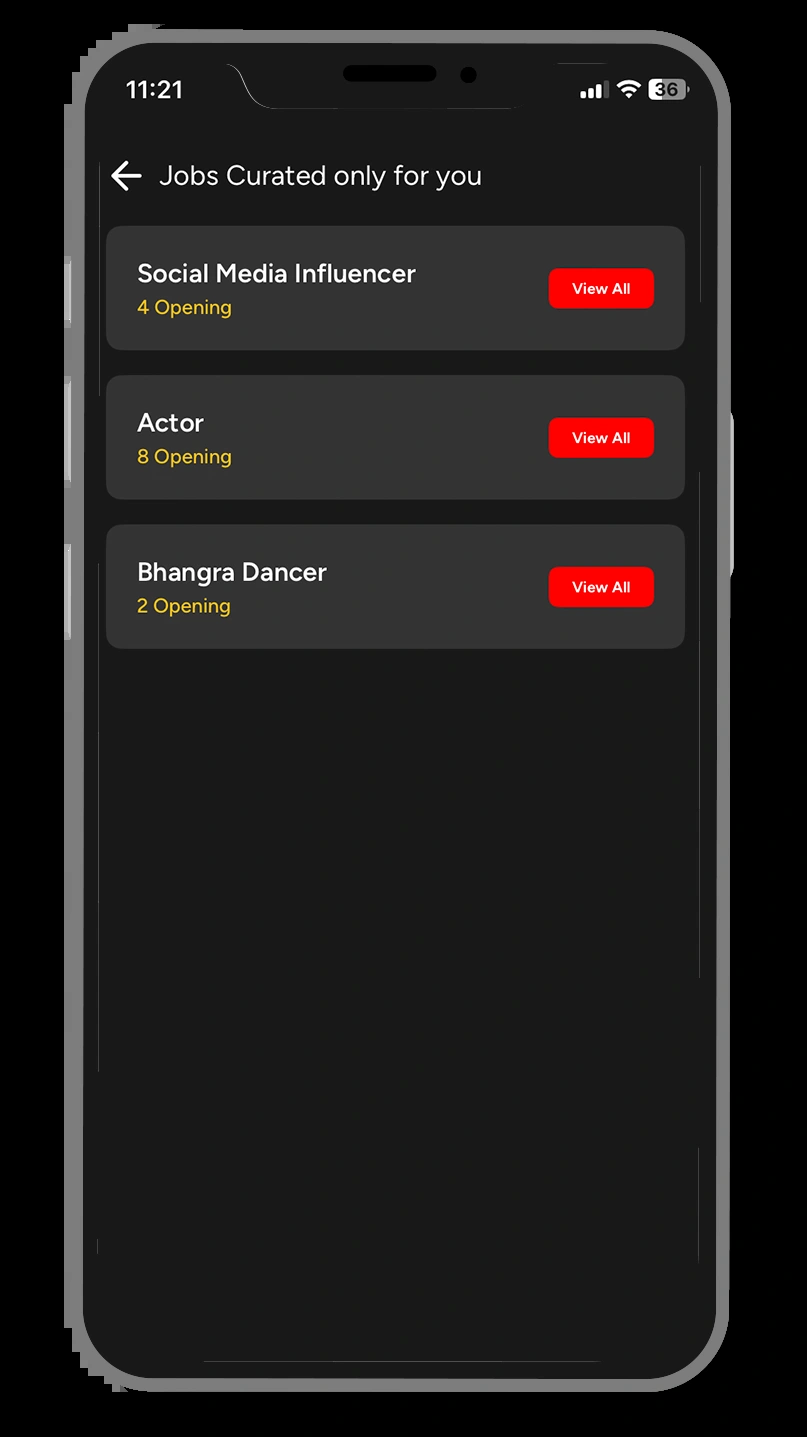 11:21
36
Jobs Curated only for you
Social Media Influencer
4 Opening
View All
Actor
8 Opening
View All
Bhangra Dancer
2 Opening
View All